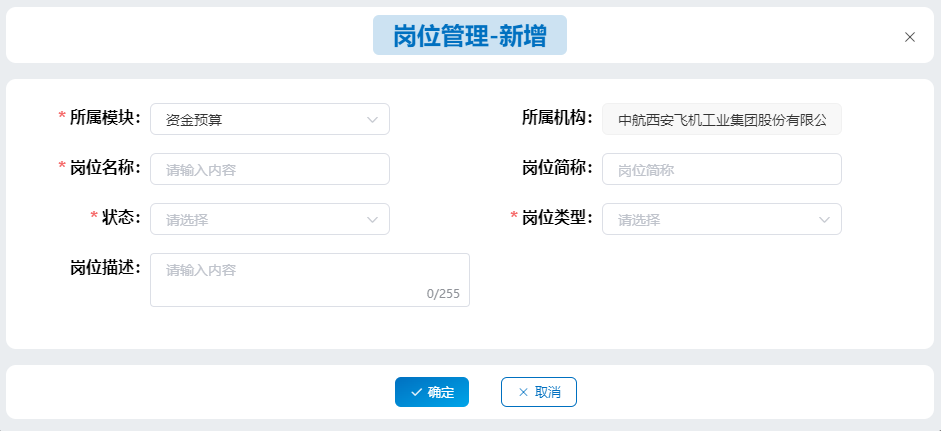 岗位管理-新增
* 所属模块： 资金预算 所属机构： 中航西安飞机工业集团股份有限公
* 岗位名称： 请输入内容 岗位简称： 岗位简称
* 状态： 请选择 * 岗位类型： 请选择
岗位描述： 请输入内容
0/255
确定 取消